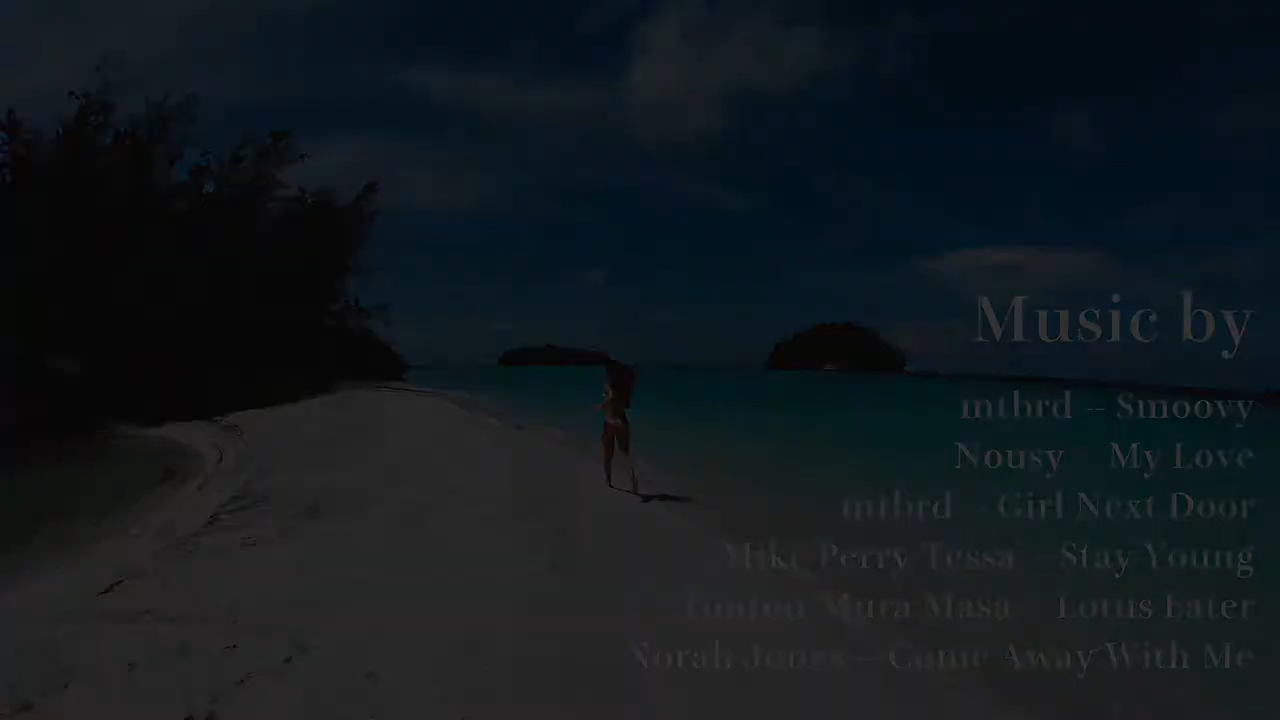 Music by
mtbrd – Smoovy
Nousy – My Love
mtbrd – Girl Next Door
Mike Perry Tessa – Stay Young
Mura Masa – Lotus Eater
Norah Jones – Come Away With Me